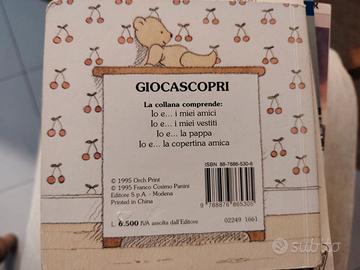 GIOCASCOPRI
La collana comprende:
Io e... i miei amici
Io e... i miei vestiti
Io e... la pappa
Io e... la copertina amica
ISBN 88-7686-530-6
© 1995 Orch Print
© 1995 Franco Cosimo Panini
Editore S.p.A. - Modena
Printed in China
9 788876 865305
L. 6.500 IVA assolta dall'Editore
02249 1661
subito